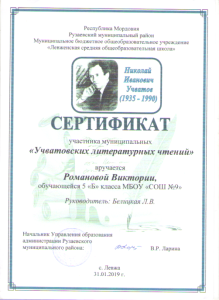 Республика Мордовия
Рузаевский муниципальный район
Муниципальное бюджетное общеобразовательное учреждение
«Левженская средняя общеобразовательная школа»
Николай
Иванович
Учватов
(1935 - 1990)
СЕРТИФИКАТ
участника муниципальных
«Учватовских литературных чтений»
вручается
Романовой Виктории,
обучающейся 5 «Б» класса МБОУ «СОШ №9»
Руководитель: Белицкая Л.В.
Начальник Управления образования
администрации Рузаевского
муниципального района:
В.Р. Ларина
с. Левжа
31.01.2019 г.